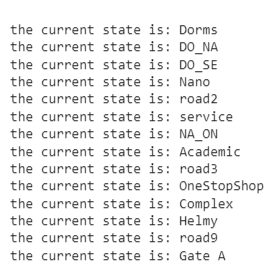 the current state is: Dorms
the current state is: DO_NA
the current state is: DO_SE
the current state is: Nano
the current state is: road2
the current state is: service
the current state is: NA_ON
the current state is: Academic
the current state is: road3
the current state is: OneStopShop
the current state is: Complex
the current state is: Helmy
the current state is: road9
the current state is: Gate A